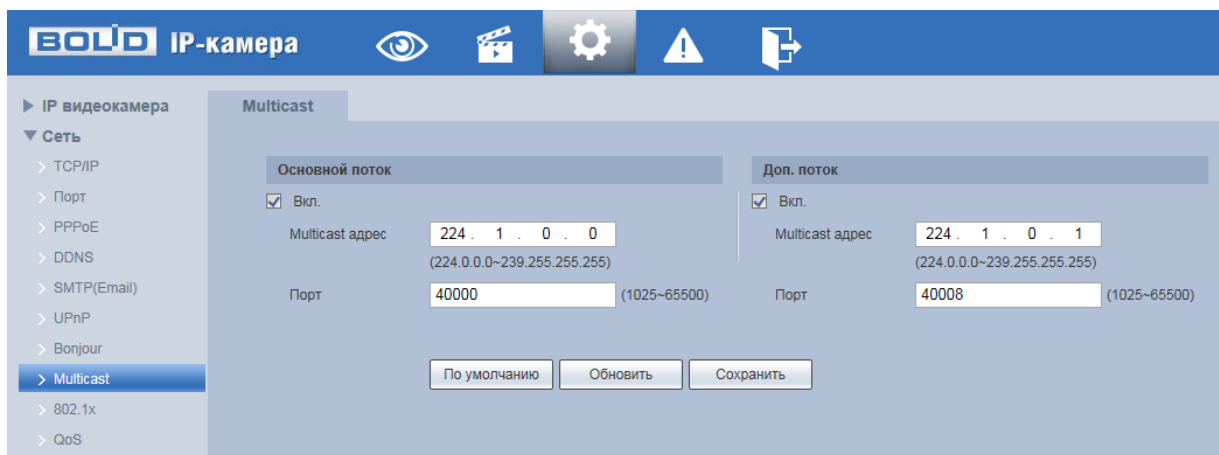 BOLID IP-камера
IP видеокамера
Сеть
TCP/IP
Порт
PPPoE
DDNS
SMTP(Email)
UPnP
Bonjour
Multicast
802.1x
QoS
Multicast
Основной поток
Вкл.
Multicast адрес 224 . 1 . 0 . 0
(224.0.0.0~239.255.255.255)
Порт 40000 (1025~65500)
Доп. поток
Вкл.
Multicast адрес 224 . 1 . 0 . 1
(224.0.0.0~239.255.255.255)
Порт 40008 (1025~65500)
По умолчанию Обновить Сохранить